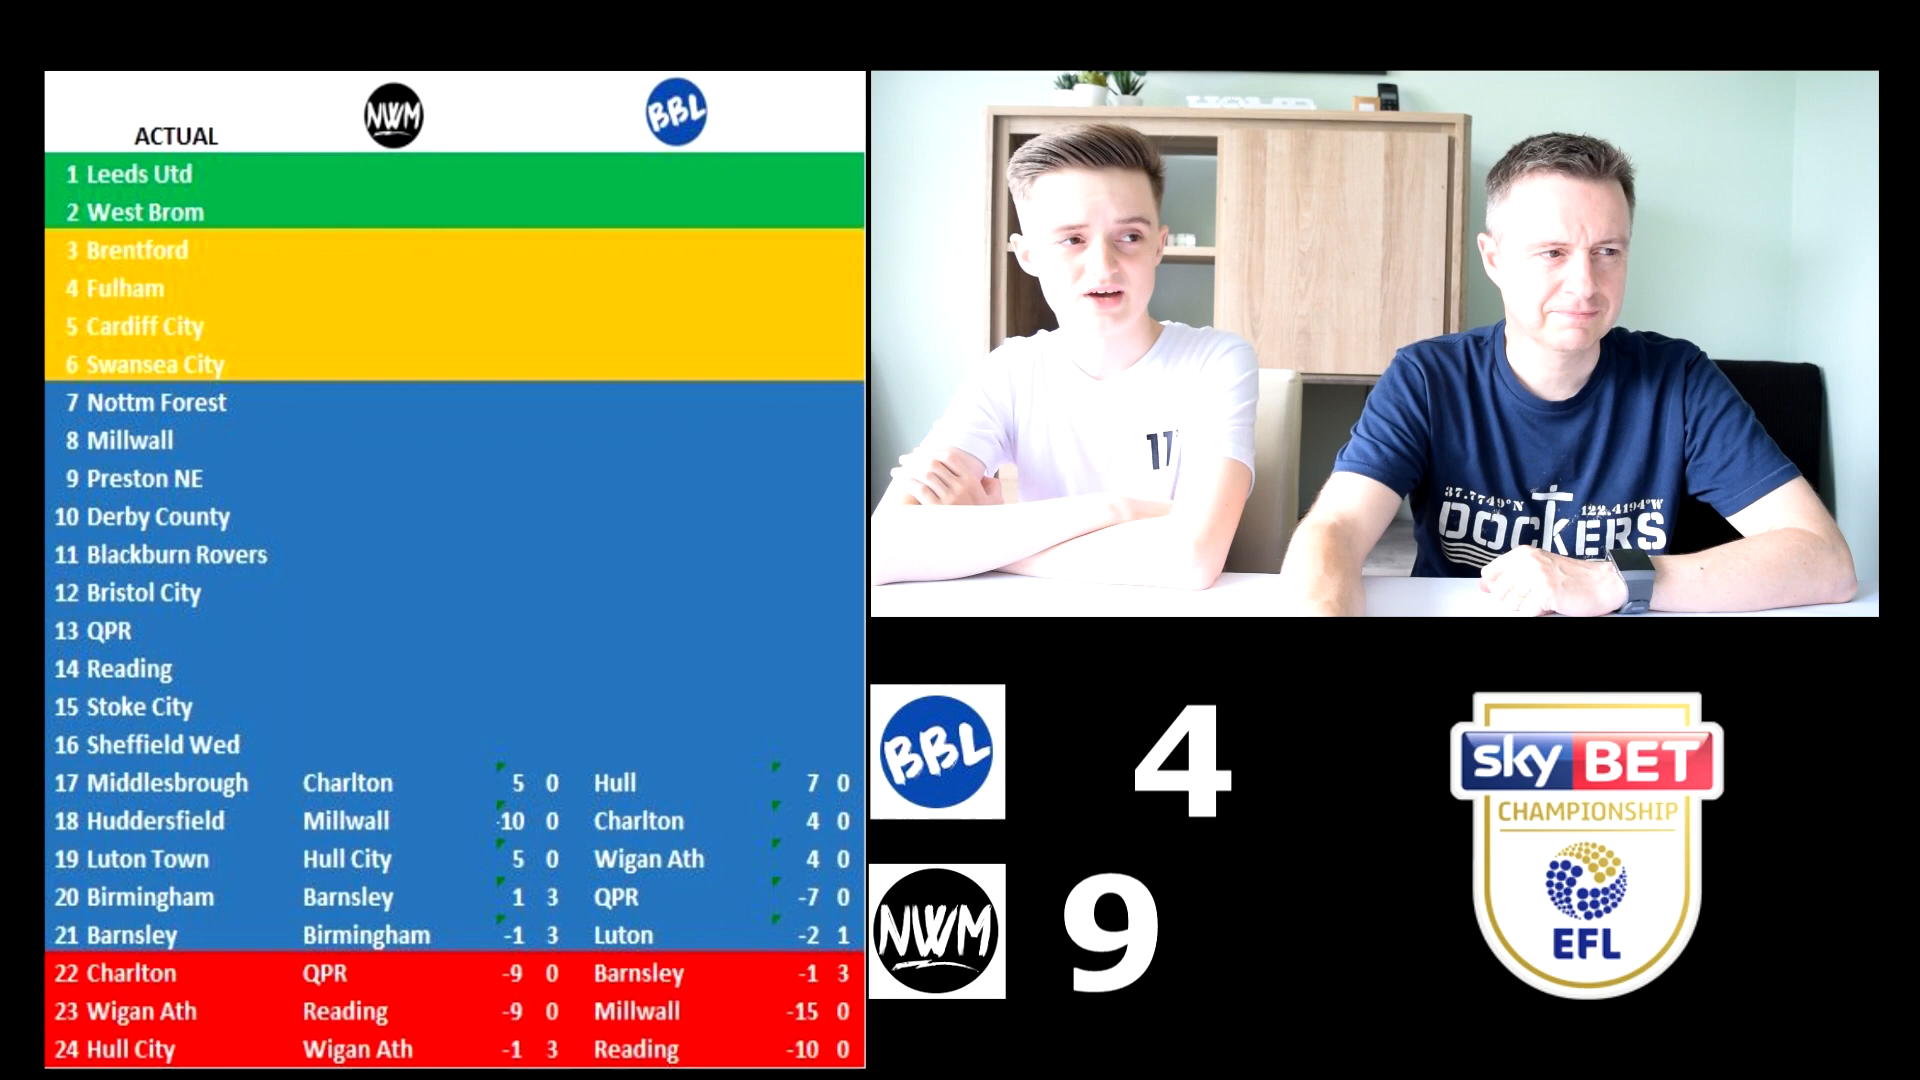 NWM
BBL
ACTUAL
1 Leeds Utd
2 West Brom
3 Brentford
4 Fulham
5 Cardiff City
6 Swansea City
7 Nottm Forest
8 Millwall
9 Preston NE
10 Derby County
11 Blackburn Rovers
12 Bristol City
13 QPR
14 Reading
15 Stoke City
16 Sheffield Wed
17 Middlesbrough Charlton 5 0 Hull 7 0
18 Huddersfield Millwall -10 0 Charlton 4 0
19 Luton Town Hull City 5 0 Wigan Ath 4 0
20 Birmingham Barnsley 1 3 QPR -7 0
21 Barnsley Birmingham -1 3 Luton -2 1
22 Charlton QPR -9 0 Barnsley -1 3
23 Wigan Ath Reading -9 0 Millwall -15 0
24 Hull City Wigan Ath -1 3 Reading -10 0
11
37.7749°N 122.4194°W
DOCKERS
BBL 4
NWM 9
sky BET
CHAMPIONSHIP
EFL